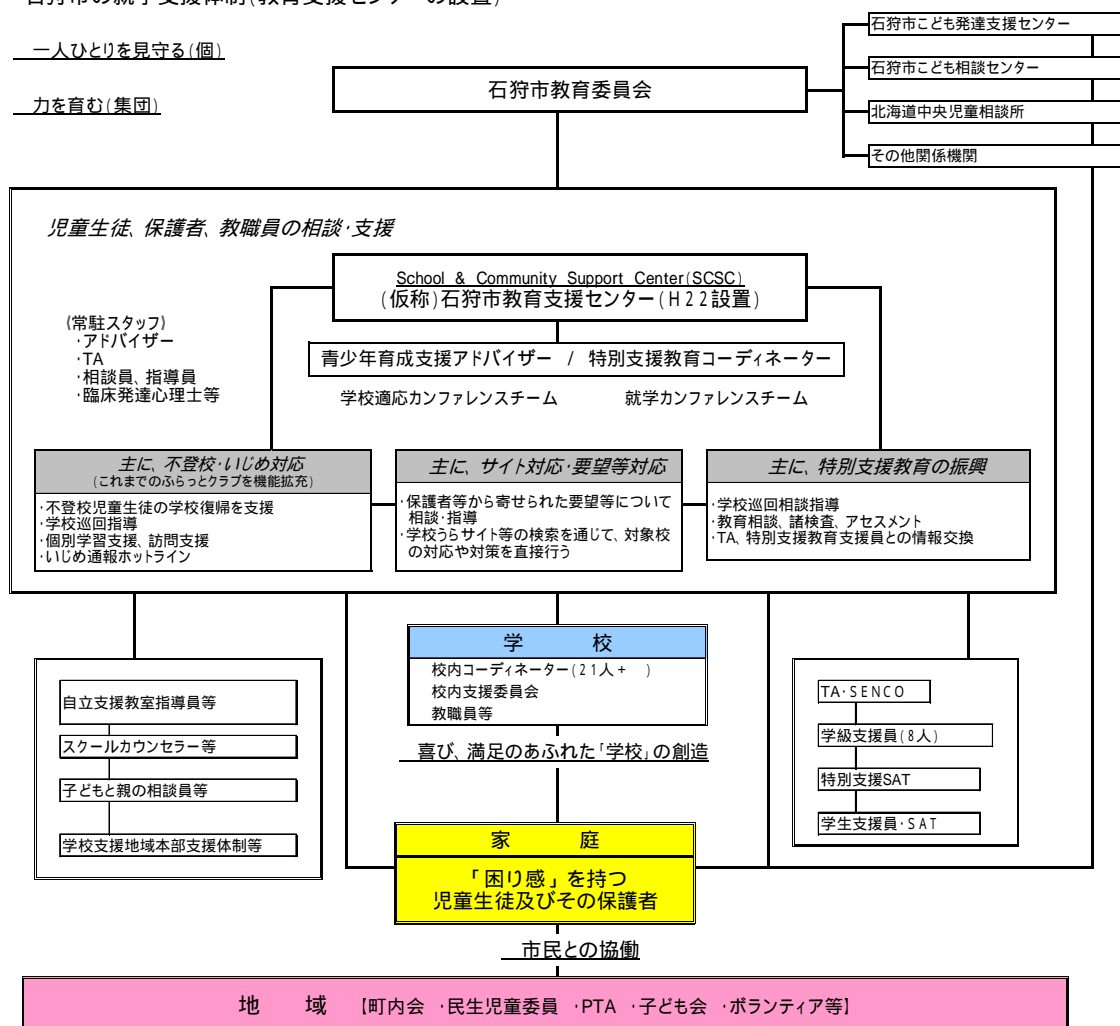 石狩市の就学支援体制(教育支援センターの設置)
一人ひとりを見守る(個)
力を育む(集団)
石狩市教育委員会
石狩市こども発達支援センター
石狩市こども相談センター
北海道中央児童相談所
その他関係機関
児童生徒、保護者、教職員の相談・支援
School & Community Support Center(SCSC)
(仮称)石狩市教育支援センター(H22設置)
(常駐スタッフ)
・アドバイザー
・TA
・相談員、指導員
・臨床発達心理士等
青少年育成支援アドバイザー / 特別支援教育コーディネーター
学校適応カンファレンスチーム 就学カンファレンスチーム
主に、不登校・いじめ対応
(これまでのふらっとクラブを機能拡充)
・不登校児童生徒の学校復帰を支援
・学校巡回指導
・個別学習支援、訪問支援
・いじめ通報ホットライン
主に、サイト対応・要望等対応
・保護者等から寄せられた要望等について
相談・指導
・学校うらサイト等の検索を通じて、対象校
の対応や対策を直接行う
主に、特別支援教育の振興
・学校巡回相談指導
・教育相談、諸検査、アセスメント
・TA、特別支援教育支援員との情報交換
自立支援教室指導員等
スクールカウンセラー等
子どもと親の相談員等
学校支援地域本部支援体制等
学 校
校内コーディネーター(21人+ )
校内支援委員会
教職員等
喜び、満足のあふれた「学校」の創造
TA・SENCO
学級支援員(8人)
特別支援SAT
学生支援員・SAT
家 庭
「困り感」を持つ
児童生徒及びその保護者
市民との協働
地 域 【町内会 ・民生児童委員 ・PTA ・子ども会 ・ボランティア等】